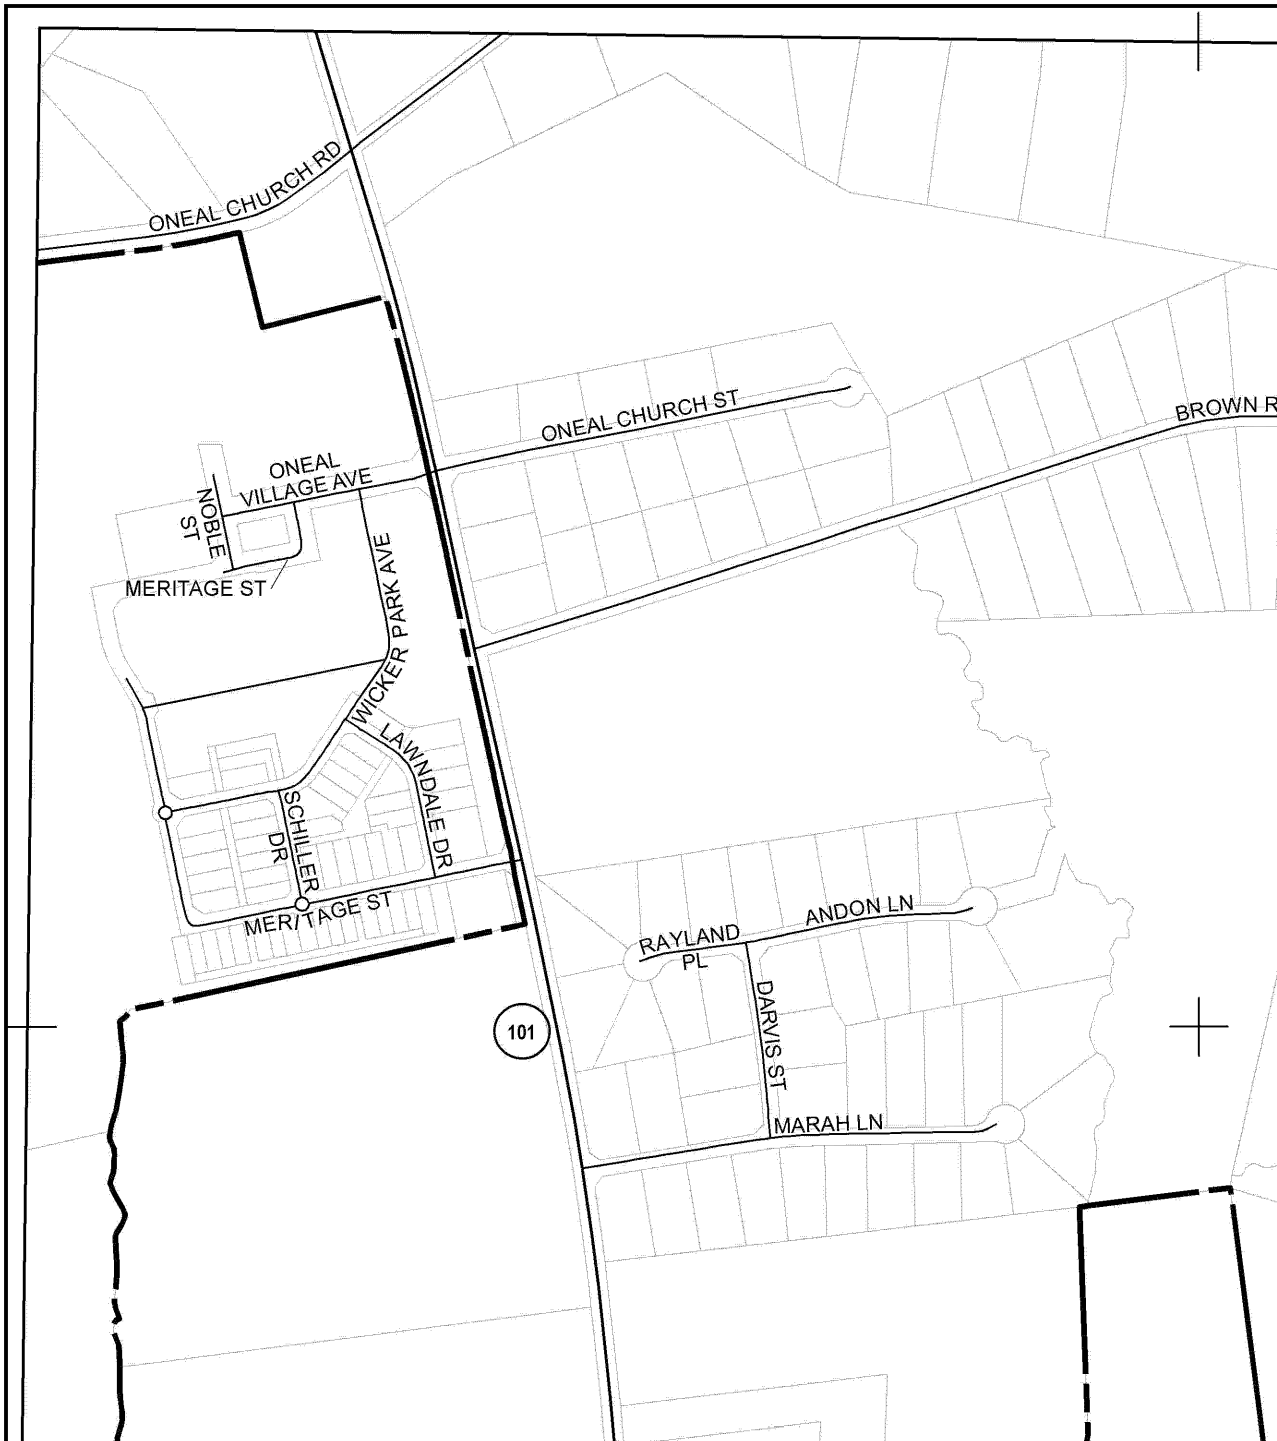 ONEAL CHURCH RD
ONEAL CHURCH ST
BROWN R
ONEAL
VILLAGE AVE
NOBLE
ST
MERITAGE ST
WICKER PARK AVE
LAWNDALE DR
SCHILLER
DR
MERITAGE ST
ANDON LN
RAYLAND
PL
DARVIS ST
101
MARAH LN